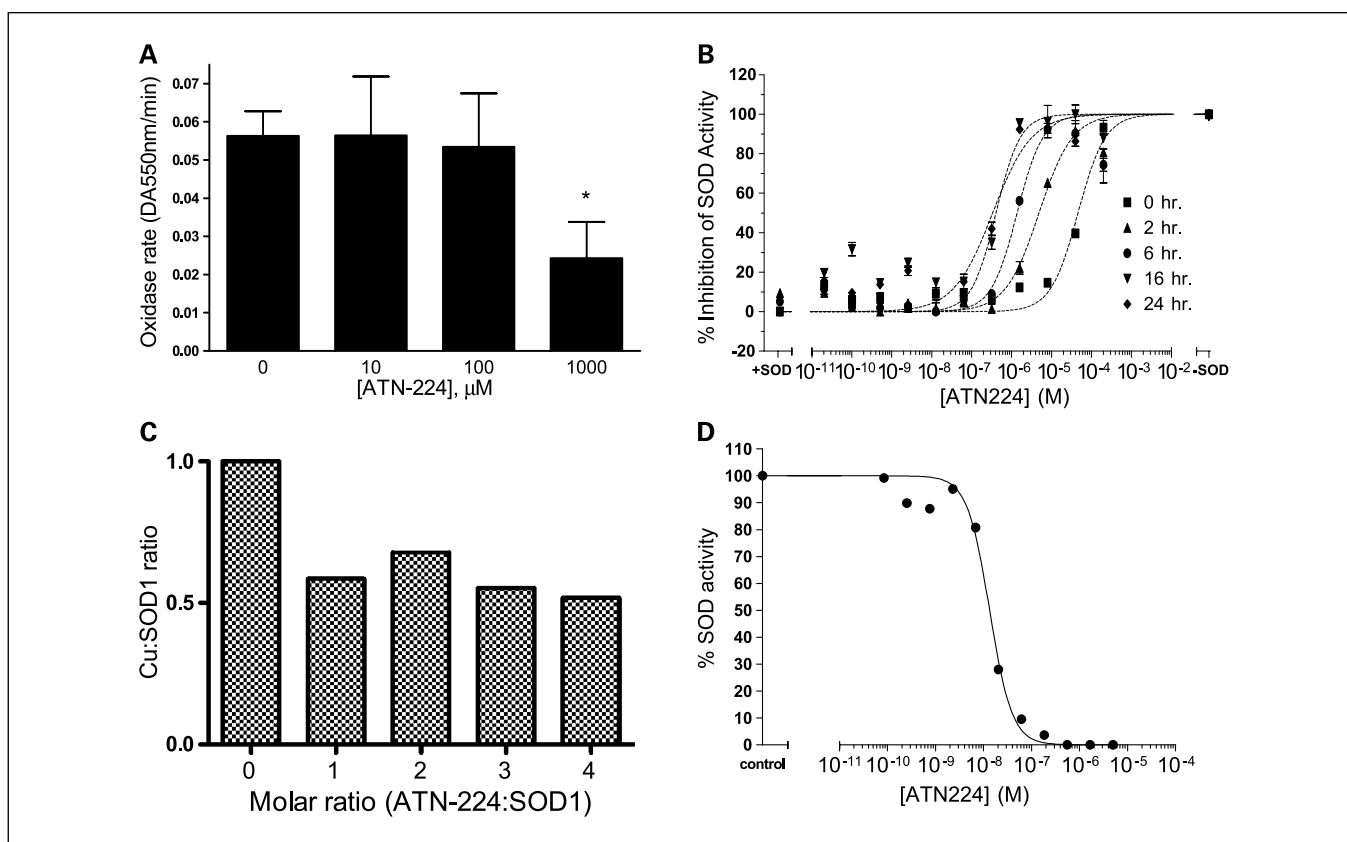 A
0.07
0.06
0.05
0.04
0.03
0.02
0.01
0.00
Oxidase rate (DA550nm/min)
*
0 10 100 1000
[ATN-224], µM
B
120
100
80
60
40
20
0
-20
% Inhibition of SOD Activity
0 hr.
2 hr.
6 hr.
16 hr.
24 hr.
+SOD 10-11 10-10 10-9 10-8 10-7 10-6 10-5 10-4 10-3 10-2 -SOD
[ATN224] (M)
C
1.0
0.5
0.0
Cu:SOD1 ratio
0 1 2 3 4
Molar ratio (ATN-224:SOD1)
D
110
100
90
80
70
60
50
40
30
20
10
0
% SOD activity
control 10-11 10-10 10-9 10-8 10-7 10-6 10-5 10-4
[ATN224] (M)